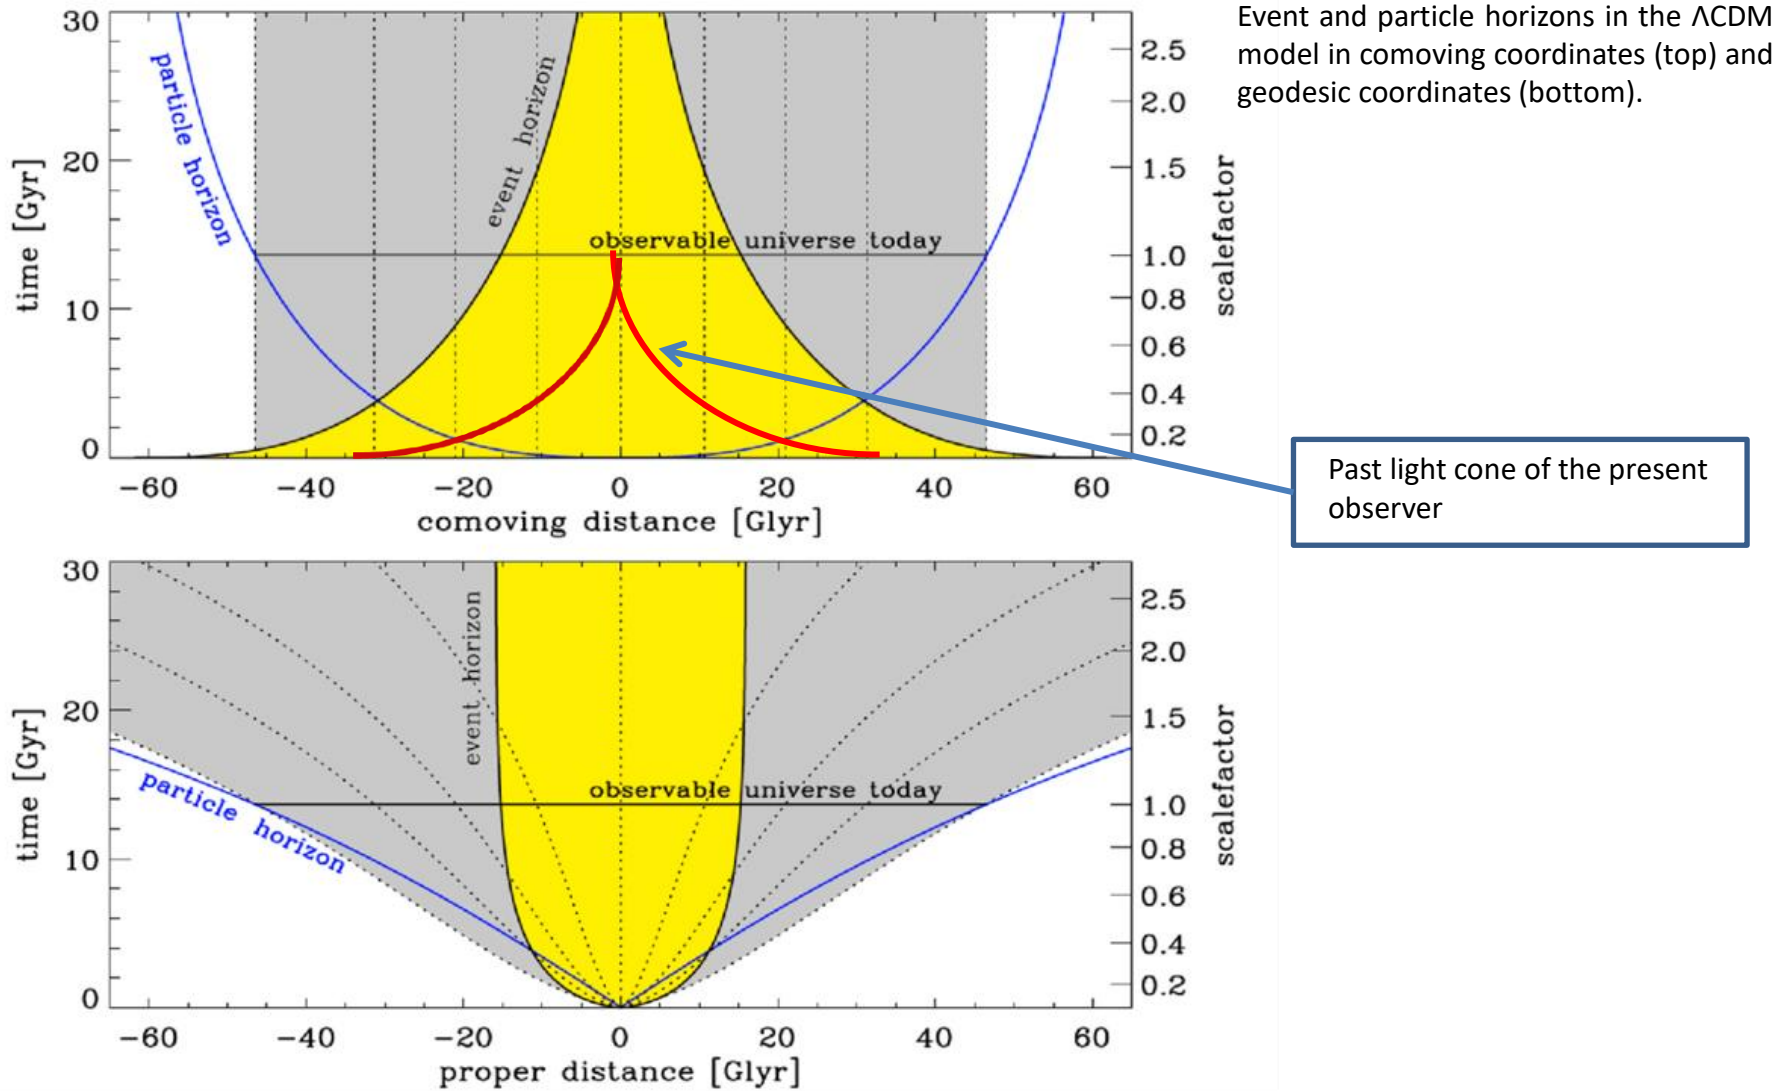 Event and particle horizons in the ΛCDM
model in comoving coordinates (top) and
geodesic coordinates (bottom).
30
20
10
0
time [Gyr]
particle horizon
event horizon
observable universe today
2.5
2.0
1.5
1.0
0.8
0.6
0.4
0.2
scalefactor
−60 −40 −20 0 20 40 60
comoving distance [Glyr]
Past light cone of the present
observer
30
20
10
0
time [Gyr]
particle horizon
event horizon
observable universe today
2.5
2.0
1.5
1.0
0.8
0.6
0.4
0.2
scalefactor
−60 −40 −20 0 20 40 60
proper distance [Glyr]